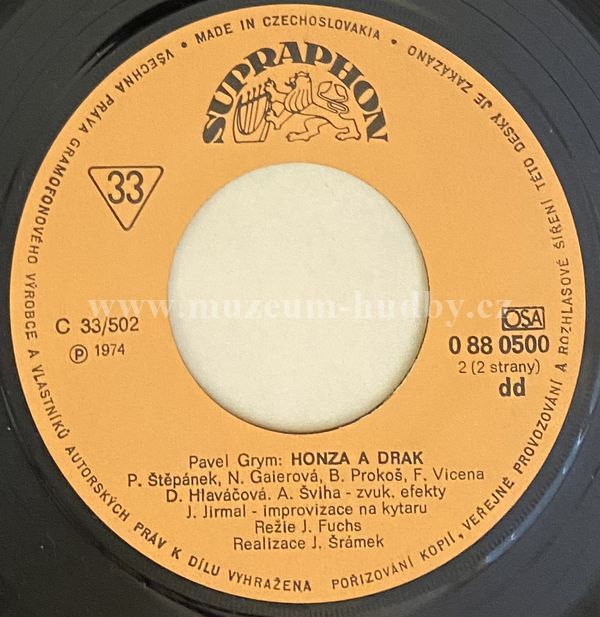 VŠECHNA PRÁVA GRAMOFONOVÉHO VÝROBCE A VLASTNÍKŮ AUTORSKÝCH PRÁV K DÍLU VYHRAŽENA POŘIZOVÁNÍ KOPIÍ, VEŘEJNÉ PROVOZOVÁNÍ A ROZHLASOVÉ ŠÍŘENÍ TÉTO DESKY JE ZAKÁZÁNO • MADE IN CZECHOSLOVAKIA •
SUPRAPHON
33
www.muzeum-hudby.cz
C 33/502
℗ 1974
OSA
0 88 0500
2 (2 strany)
dd
Pavel Grym: HONZA A DRAK
P. Štěpánek, N. Gaierová, B. Prokoš, F. Vicena
D. Hlaváčová. A. Šviha - zvuk. efekty
J. Jirmal - improvizace na kytaru
Režie J. Fuchs
Realizace J. Šrámek